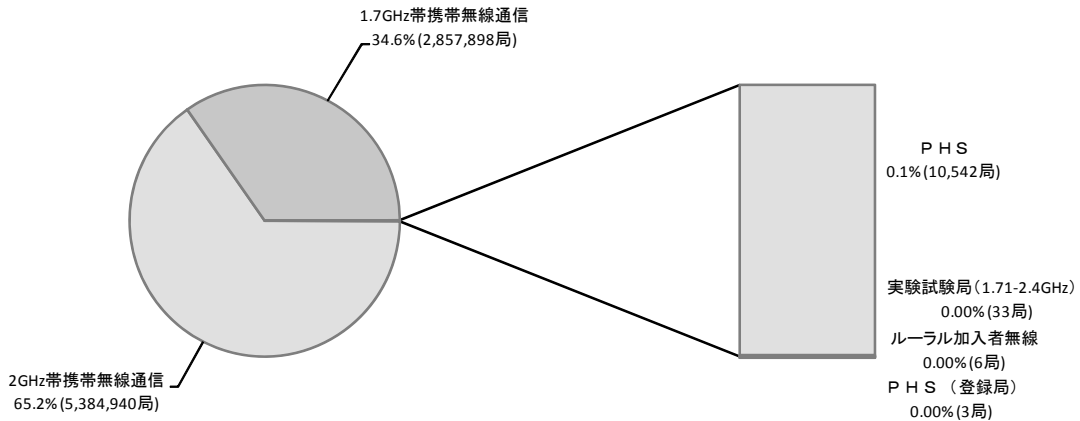 1.7GHz帯携帯無線通信
34.6%(2,857,898局)
ＰＨＳ
0.1%(10,542局)
実験試験局(1.71-2.4GHz)
0.00%(33局)
ルーラル加入者無線
0.00%(6局)
ＰＨＳ（登録局）
0.00%(3局)
2GHz帯携帯無線通信
65.2%(5,384,940局)